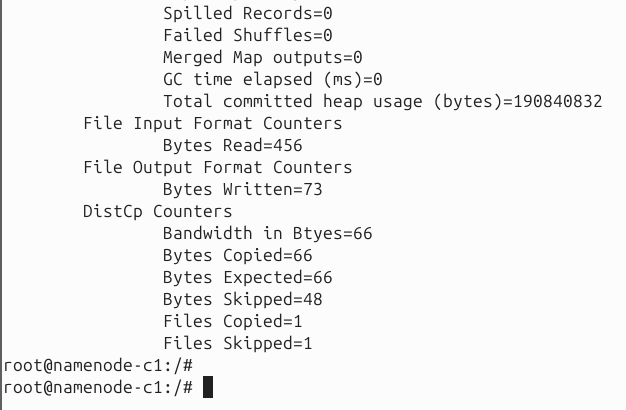 Spilled Records=0
Failed Shuffles=0
Merged Map outputs=0
GC time elapsed (ms)=0
Total committed heap usage (bytes)=190840832
File Input Format Counters
Bytes Read=456
File Output Format Counters
Bytes Written=73
DistCp Counters
Bandwidth in Btyes=66
Bytes Copied=66
Bytes Expected=66
Bytes Skipped=48
Files Copied=1
Files Skipped=1
root@namenode-c1:/#
root@namenode-c1:/#